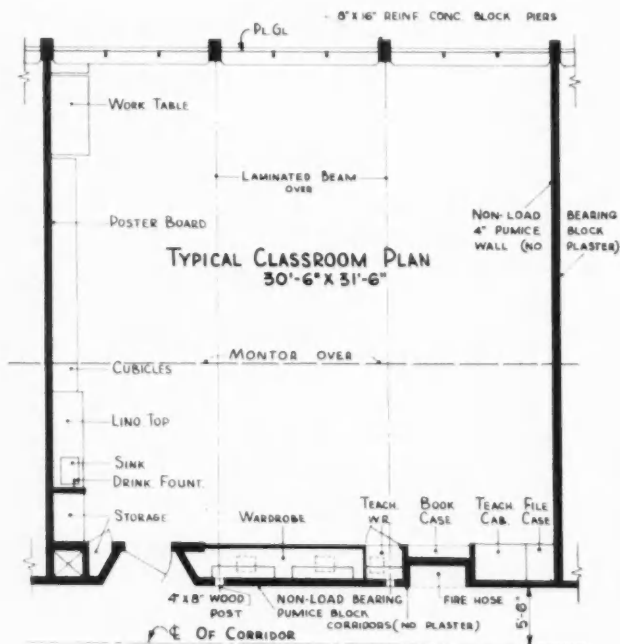 8" X 16" REINF. CONC. BLOCK PIERS
PL. GL.
WORK TABLE
LAMINATED BEAM
OVER
POSTER BOARD
NON-LOAD BEARING
4" PUMICE BLOCK
WALL (NO PLASTER)
TYPICAL CLASSROOM PLAN
30'-6" X 31'-6"
MONTOR OVER
CUBICLES
LINO. TOP
SINK
DRINK FOUNT.
STORAGE
WARDROBE
TEACH.
W.R.
BOOK
CASE
TEACH.
CAB.
FILE
CASE
4" X 8" WOOD
POST
NON-LOAD BEARING
PUMICE BLOCK
CORRIDORS (NO PLASTER)
FIRE HOSE
5'-6"
℄ OF CORRIDOR